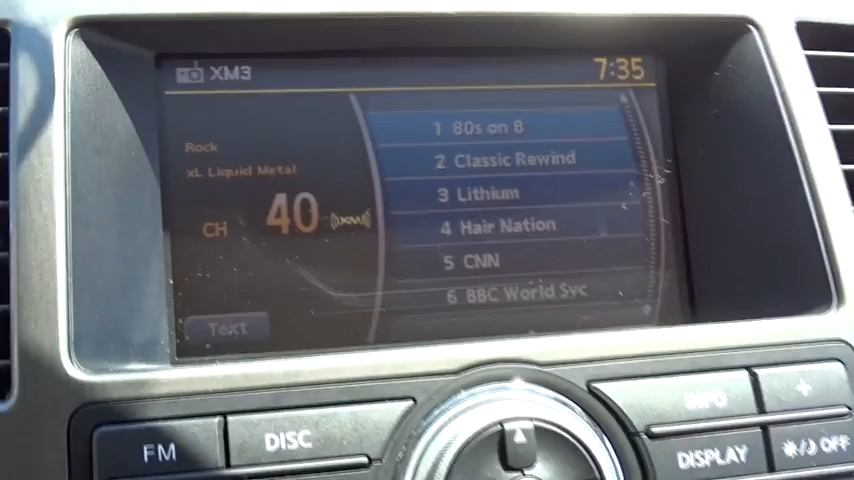 XM3
7:35
Rock
xL Liquid Metal
CH 40 ((XM))
1 80s on 8
2 Classic Rewind
3 Lithium
4 Hair Nation
5 CNN
6 BBC World Svc
Text
FM
DISC
INFO
+
DISPLAY
OFF